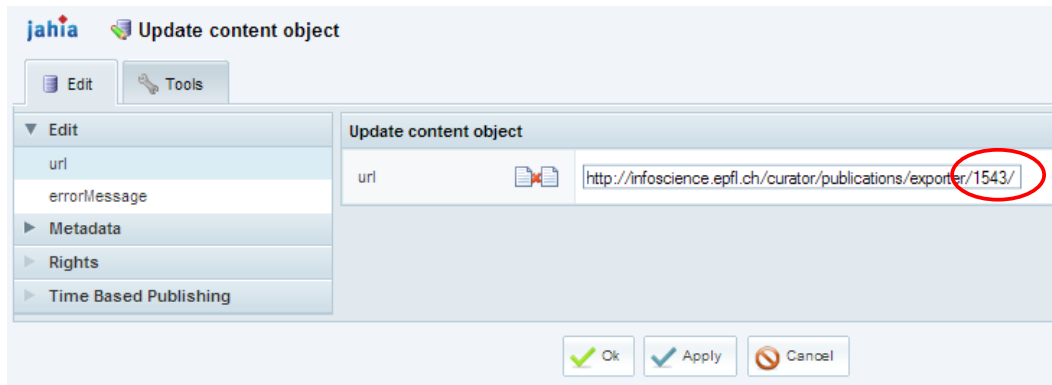 jahia Update content object
Edit Tools
Edit
url
errorMessage
Metadata
Rights
Time Based Publishing
Update content object
url http://infoscience.epfl.ch/curator/publications/exporter/1543/
Ok Apply Cancel